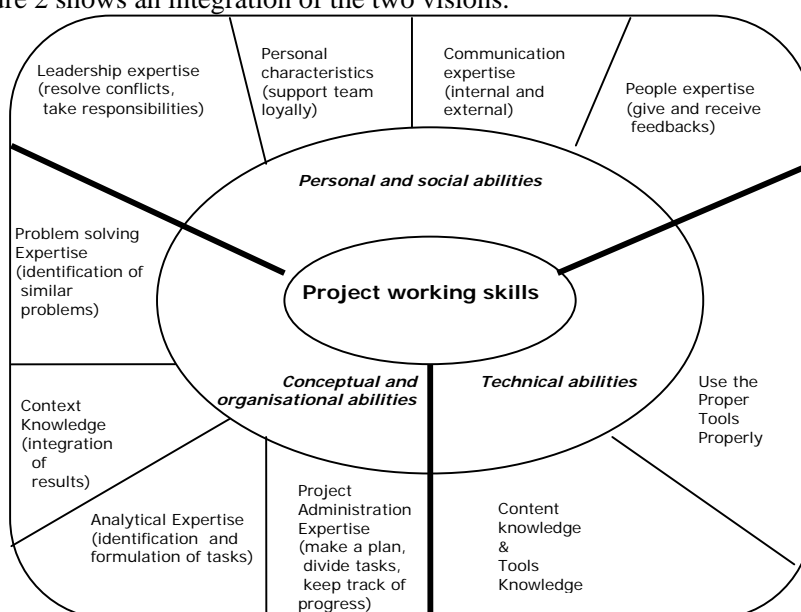 ure 2 shows an integration of the two visions.
Leadership expertise
(resolve conflicts,
take responsibilities)
Personal
characteristics
(support team
loyally)
Communication
expertise
(internal and
external)
People expertise
(give and receive
feedbacks)
Personal and social abilities
Problem solving
Expertise
(identification of
similar
problems)
Project working skills
Conceptual and
organisational abilities
Technical abilities
Use the
Proper
Tools
Properly
Context
Knowledge
(integration
of
results)
Analytical Expertise
(identification and
formulation of tasks)
Project
Administration
Expertise
(make a plan,
divide tasks,
keep track of
progress)
Content
knowledge
&
Tools
Knowledge